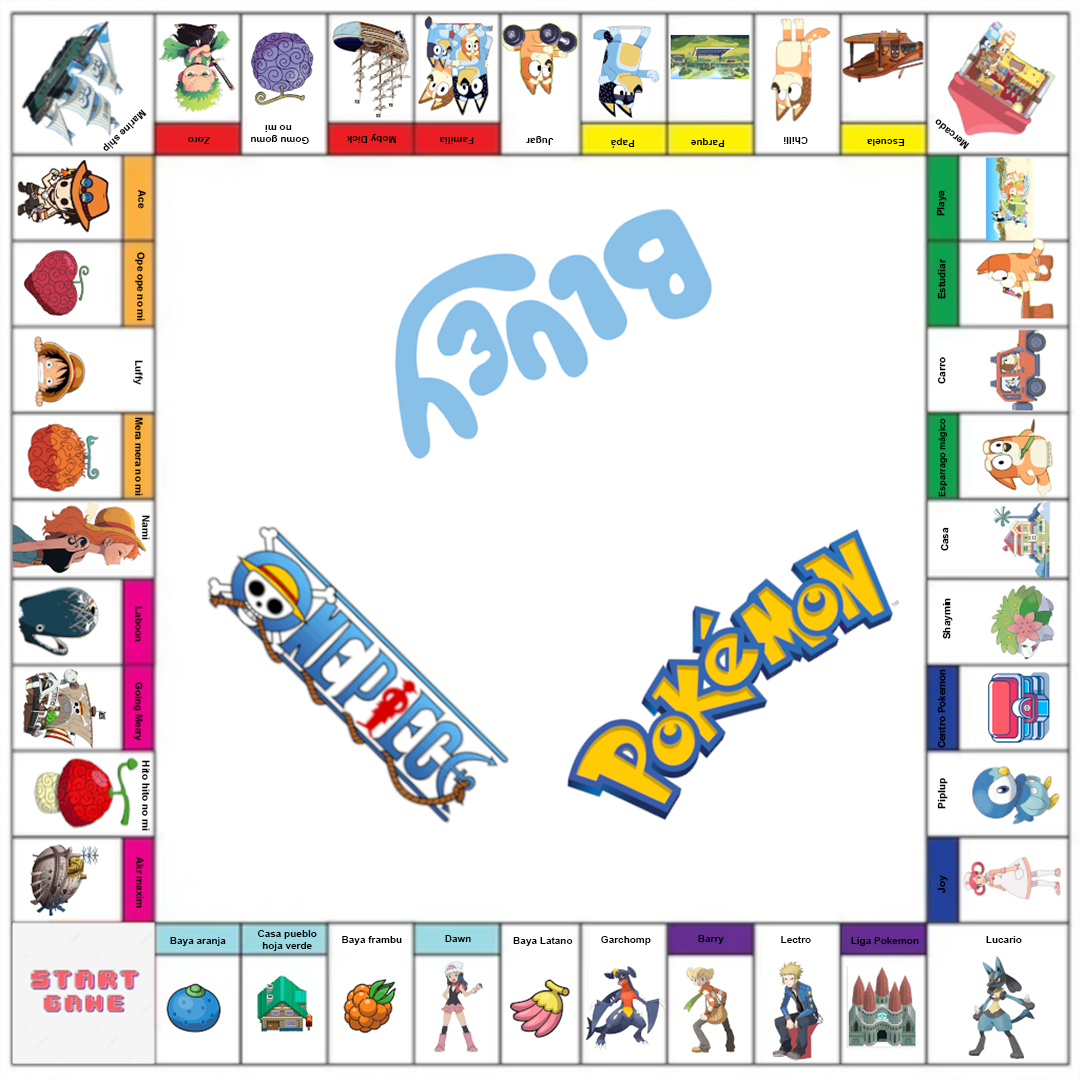 Marine ship
Zoro
Gomu gomu
no mi
Moby Dick
Familia
Jugar
Papá
Parque
Chilli
Escuela
Mercado
Ace
Ope ope no mi
Luffy
Mera mera no mi
Nami
Laboon
Going Merry
Hito hito no mi
Akr maxim
Playa
Estudiar
Carro
Esparrago mágico
Casa
Shaymin
Centro Pokemon
Piplup
Joy
BLUEY
ONE PIECE
POKéMON
TM
START
GAME
Baya aranja
Casa pueblo
hoja verde
Baya frambu
Dawn
Baya Latano
Garchomp
Barry
Lectro
Liga Pokemon
Lucario